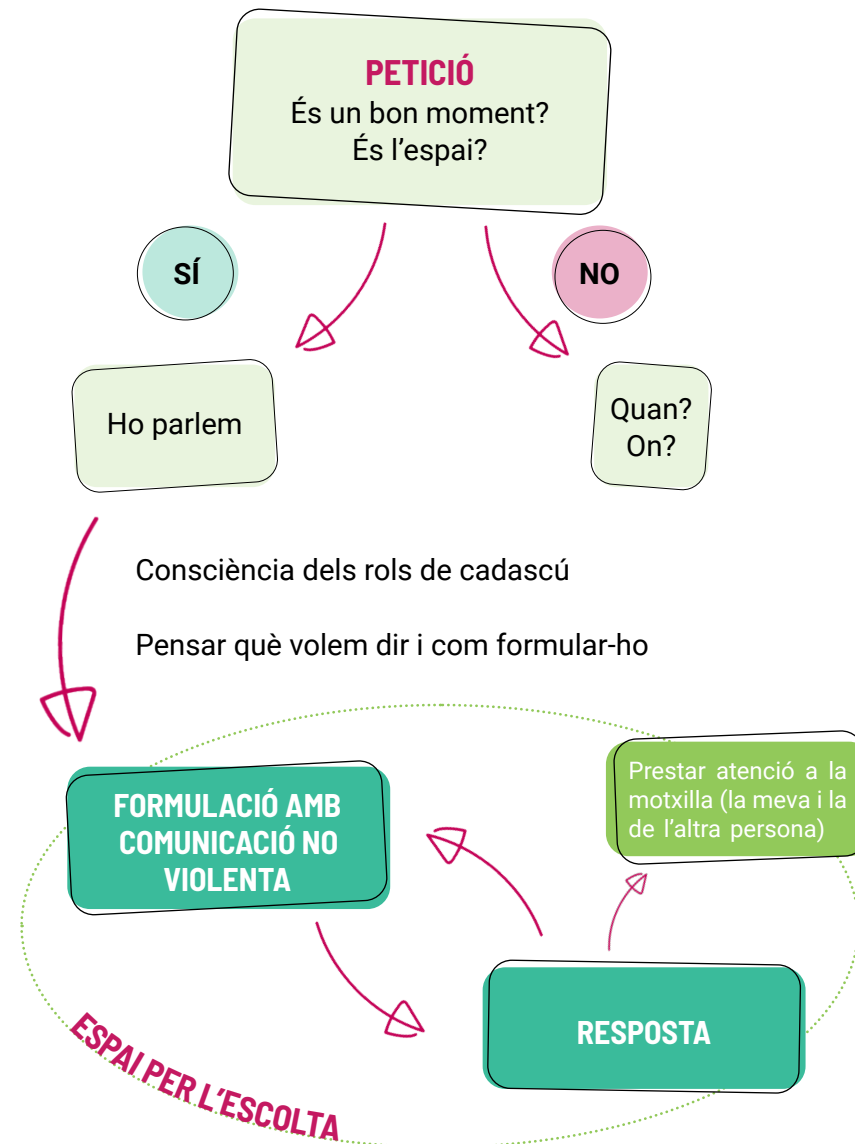 PETICIÓ
És un bon moment?
És l’espai?
SÍ
NO
Ho parlem
Quan?
On?
Consciència dels rols de cadascú
Pensar què volem dir i com formular-ho
Prestar atenció a la
motxilla (la meva i la
de l’altra persona)
FORMULACIÓ AMB
COMUNICACIÓ NO
VIOLENTA
RESPOSTA
ESPAI PER L’ESCOLTA